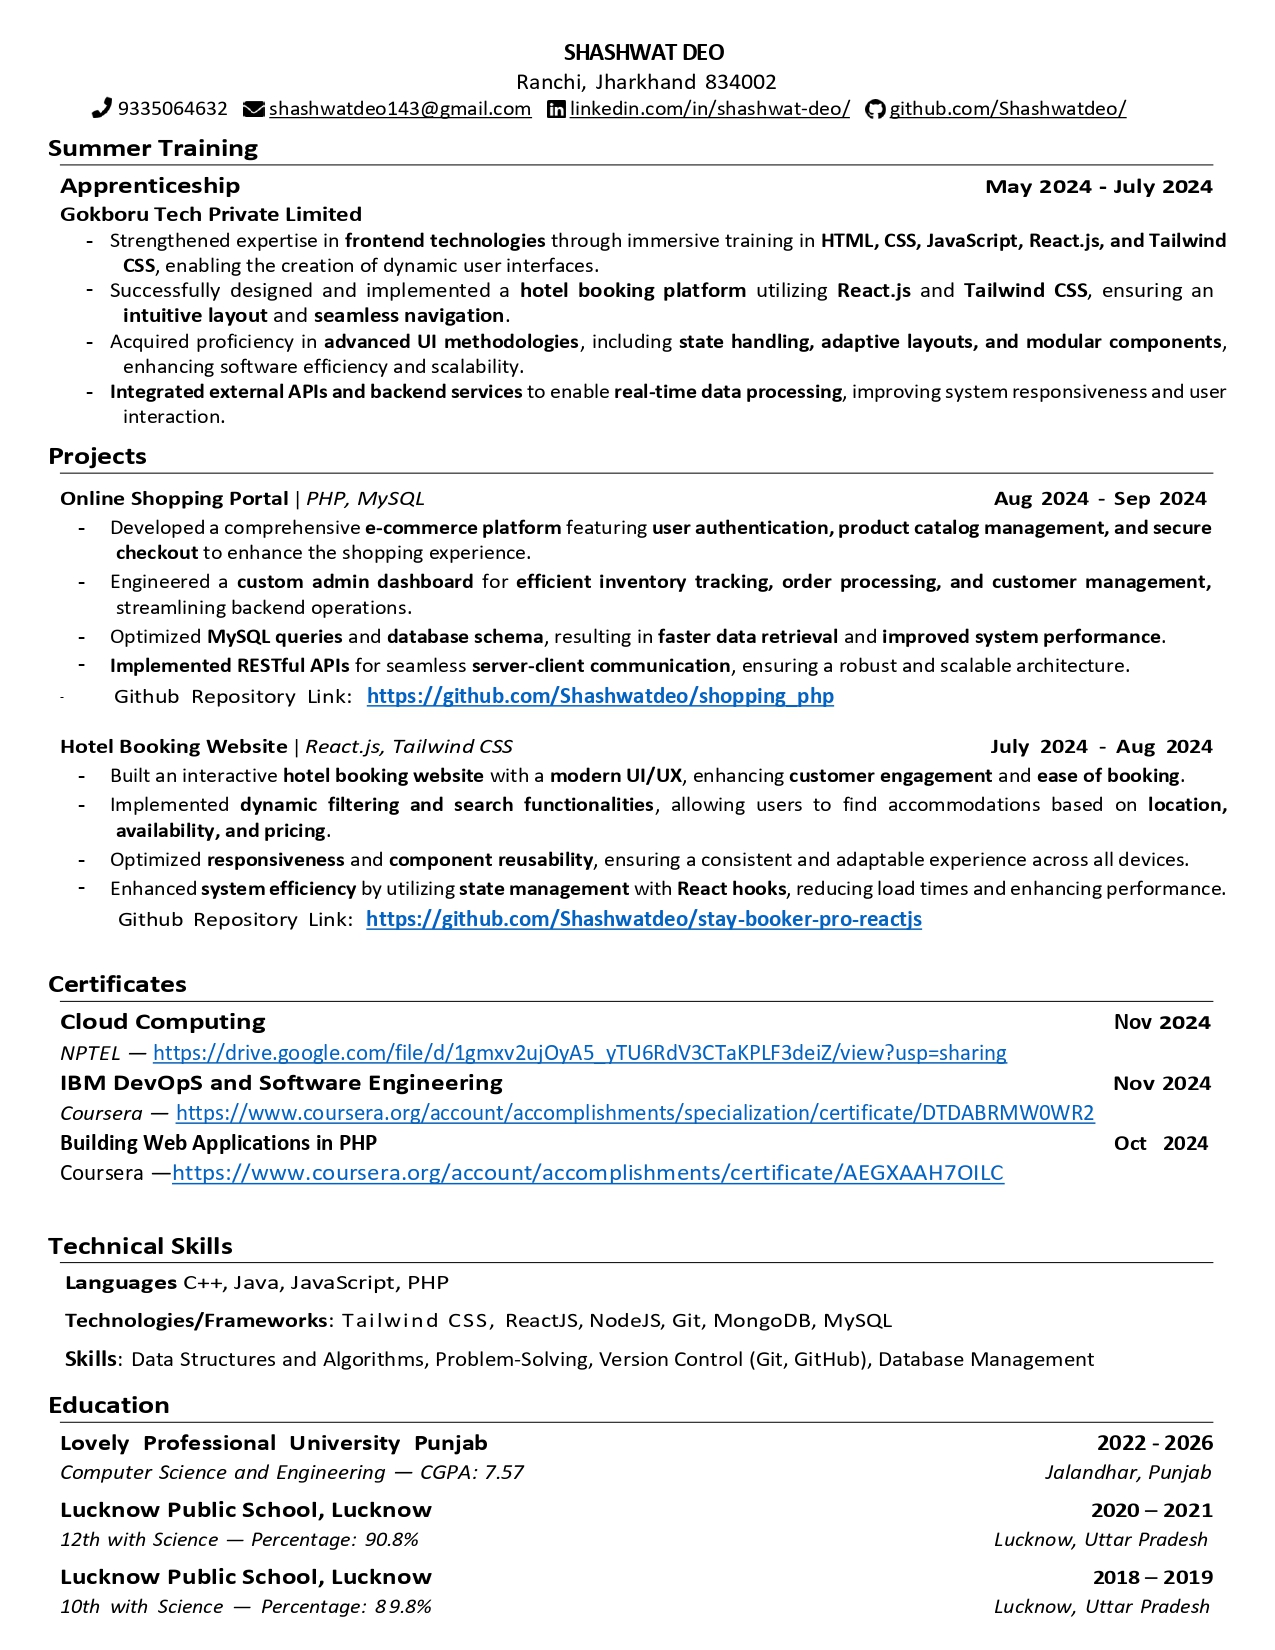 SHASHWAT DEO
Ranchi, Jharkhand 834002
9335064632 shashwatdeo143@gmail.com linkedin.com/in/shashwat-deo/ github.com/Shashwatdeo/
Summer Training
Apprenticeship May 2024 - July 2024
Gokboru Tech Private Limited
- Strengthened expertise in frontend technologies through immersive training in HTML, CSS, JavaScript, React.js, and Tailwind
CSS, enabling the creation of dynamic user interfaces.
- Successfully designed and implemented a hotel booking platform utilizing React.js and Tailwind CSS, ensuring an
intuitive layout and seamless navigation.
- Acquired proficiency in advanced UI methodologies, including state handling, adaptive layouts, and modular components,
enhancing software efficiency and scalability.
- Integrated external APIs and backend services to enable real-time data processing, improving system responsiveness and user
interaction.
Projects
Online Shopping Portal | PHP, MySQL Aug 2024 - Sep 2024
- Developed a comprehensive e-commerce platform featuring user authentication, product catalog management, and secure
checkout to enhance the shopping experience.
- Engineered a custom admin dashboard for efficient inventory tracking, order processing, and customer management,
streamlining backend operations.
- Optimized MySQL queries and database schema, resulting in faster data retrieval and improved system performance.
- Implemented RESTful APIs for seamless server-client communication, ensuring a robust and scalable architecture.
- Github Repository Link: https://github.com/Shashwatdeo/shopping_php
Hotel Booking Website | React.js, Tailwind CSS July 2024 - Aug 2024
- Built an interactive hotel booking website with a modern UI/UX, enhancing customer engagement and ease of booking.
- Implemented dynamic filtering and search functionalities, allowing users to find accommodations based on location,
availability, and pricing.
- Optimized responsiveness and component reusability, ensuring a consistent and adaptable experience across all devices.
- Enhanced system efficiency by utilizing state management with React hooks, reducing load times and enhancing performance.
Github Repository Link: https://github.com/Shashwatdeo/stay-booker-pro-reactjs
Certificates
Cloud Computing Nov 2024
NPTEL — https://drive.google.com/file/d/1gmxv2ujOyA5_yTU6RdV3CTaKPLF3deiZ/view?usp=sharing
IBM DevOpS and Software Engineering Nov 2024
Coursera — https://www.coursera.org/account/accomplishments/specialization/certificate/DTDABRMW0WR2
Building Web Applications in PHP Oct 2024
Coursera —https://www.coursera.org/account/accomplishments/certificate/AEGXAAH7OILC
Technical Skills
Languages C++, Java, JavaScript, PHP
Technologies/Frameworks: Tailwind CSS, ReactJS, NodeJS, Git, MongoDB, MySQL
Skills: Data Structures and Algorithms, Problem-Solving, Version Control (Git, GitHub), Database Management
Education
Lovely Professional University Punjab 2022 - 2026
Computer Science and Engineering — CGPA: 7.57 Jalandhar, Punjab
Lucknow Public School, Lucknow 2020 – 2021
12th with Science — Percentage: 90.8% Lucknow, Uttar Pradesh
Lucknow Public School, Lucknow 2018 – 2019
10th with Science — Percentage: 89.8% Lucknow, Uttar Pradesh